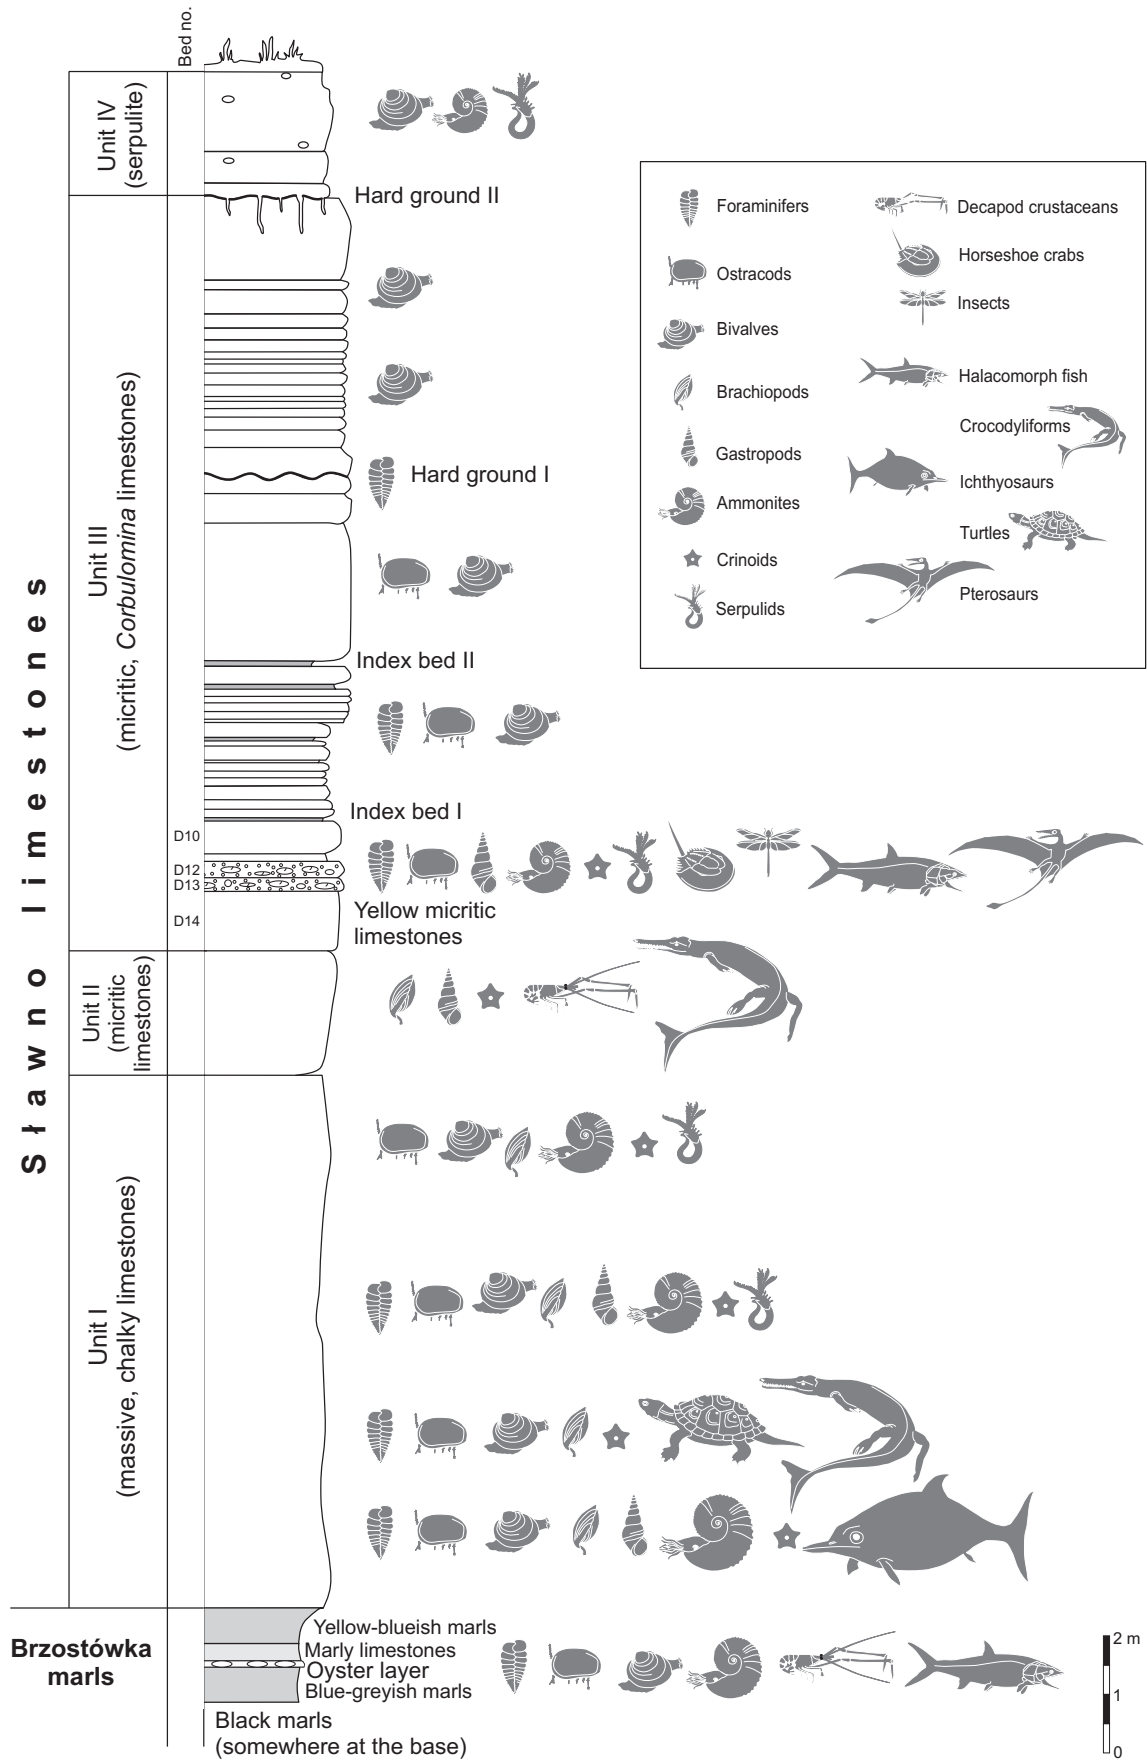 Bed no.
Sławno limestones
Unit IV
(serpulite)
Hard ground II
Unit III
(micritic, Corbulomina limestones)
Hard ground I
Index bed II
Index bed I
D10
D12
D13
D14
Yellow micritic
limestones
Unit II
(micritic
limestones)
Unit I
(massive, chalky limestones)
Brzostówka
marls
Yellow-blueish marls
Marly limestones
Oyster layer
Blue-greyish marls
Black marls
(somewhere at the base)
Foraminifers
Ostracods
Bivalves
Brachiopods
Gastropods
Ammonites
Crinoids
Serpulids
Decapod crustaceans
Horseshoe crabs
Insects
Halacomorph fish
Crocodyliforms
Ichthyosaurs
Turtles
Pterosaurs
2 m
1
0